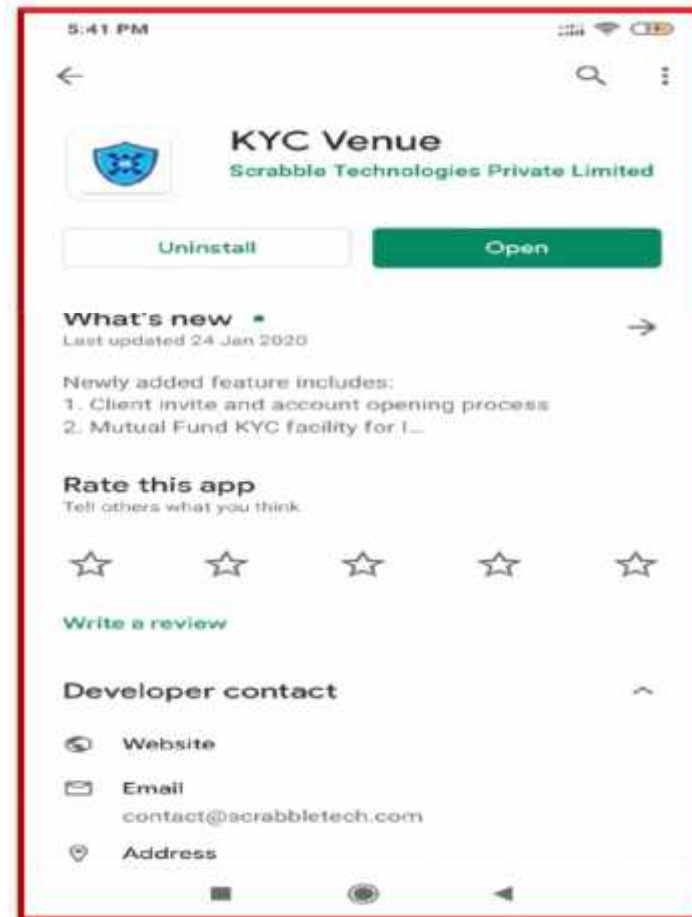 5:41 PM
KYC Venue
Scrabble Technologies Private Limited
Uninstall
Open
What's new
Last updated 24 Jan 2020
Newly added feature includes:
1. Client invite and account opening process
2. Mutual Fund KYC facility for I...
Rate this app
Tell others what you think
Write a review
Developer contact
Website
Email
contact@scrabbletech.com
Address